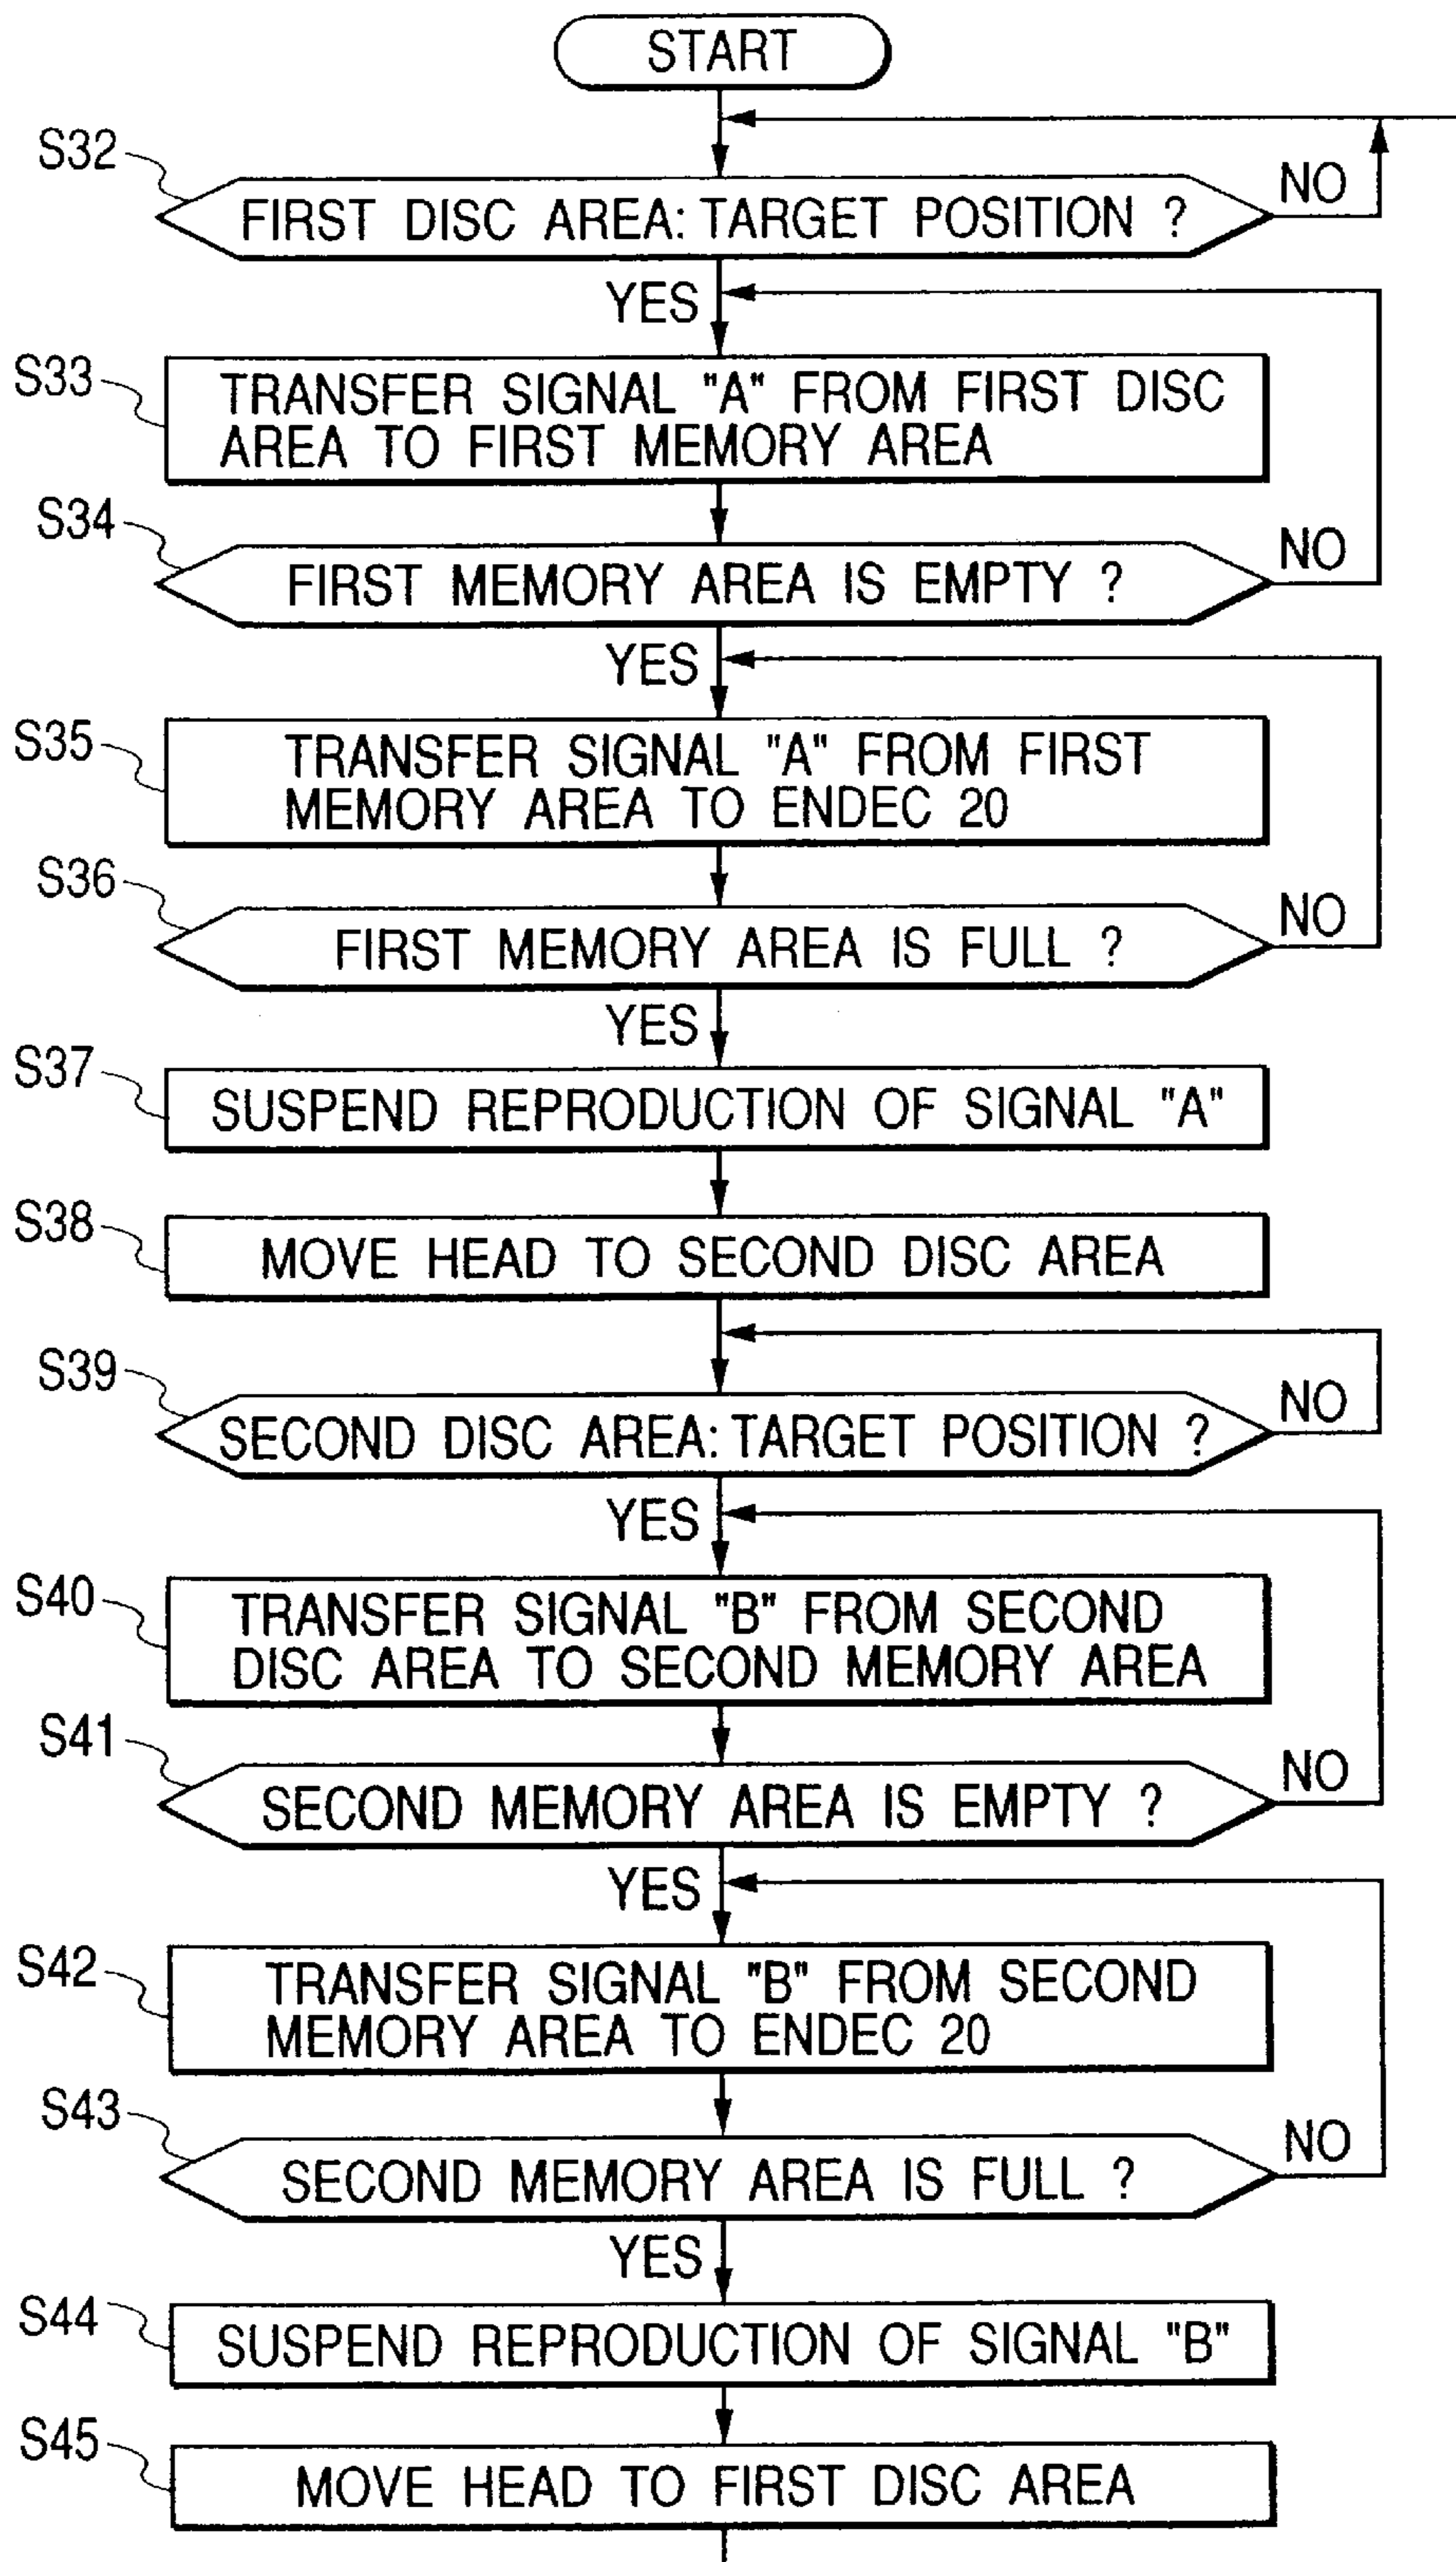 START
S32
FIRST DISC AREA: TARGET POSITION ?
NO
YES
S33
TRANSFER SIGNAL "A" FROM FIRST DISC
AREA TO FIRST MEMORY AREA
S34
FIRST MEMORY AREA IS EMPTY ?
NO
YES
S35
TRANSFER SIGNAL "A" FROM FIRST
MEMORY AREA TO ENDEC 20
S36
FIRST MEMORY AREA IS FULL ?
NO
YES
S37
SUSPEND REPRODUCTION OF SIGNAL "A"
S38
MOVE HEAD TO SECOND DISC AREA
S39
SECOND DISC AREA: TARGET POSITION ?
NO
YES
S40
TRANSFER SIGNAL "B" FROM SECOND
DISC AREA TO SECOND MEMORY AREA
S41
SECOND MEMORY AREA IS EMPTY ?
NO
YES
S42
TRANSFER SIGNAL "B" FROM SECOND
MEMORY AREA TO ENDEC 20
S43
SECOND MEMORY AREA IS FULL ?
NO
YES
S44
SUSPEND REPRODUCTION OF SIGNAL "B"
S45
MOVE HEAD TO FIRST DISC AREA